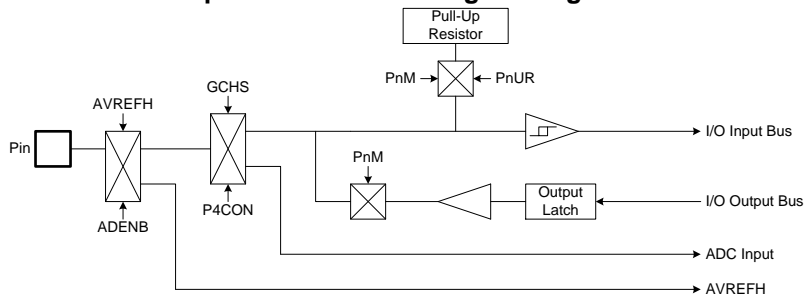 Pull-Up
Resistor
PnM
PnUR
GCHS
AVREFH
Pin
I/O Input Bus
PnM
Output
Latch
I/O Output Bus
P4CON
ADENB
ADC Input
AVREFH